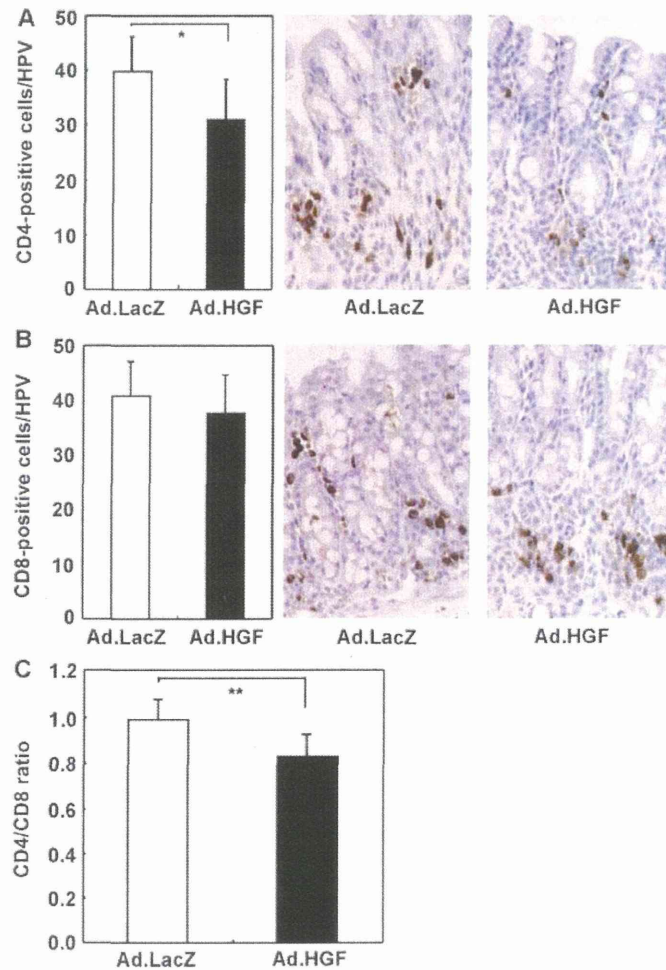 A
CD4-positive cells/HPV
50
40
30
20
10
0
*
Ad.LacZ
Ad.HGF
Ad.LacZ
Ad.HGF
B
CD8-positive cells/HPV
50
40
30
20
10
0
Ad.LacZ
Ad.HGF
Ad.LacZ
Ad.HGF
C
CD4/CD8 ratio
1.2
1.0
0.8
0.6
0.4
0.2
0.0
**
Ad.LacZ
Ad.HGF